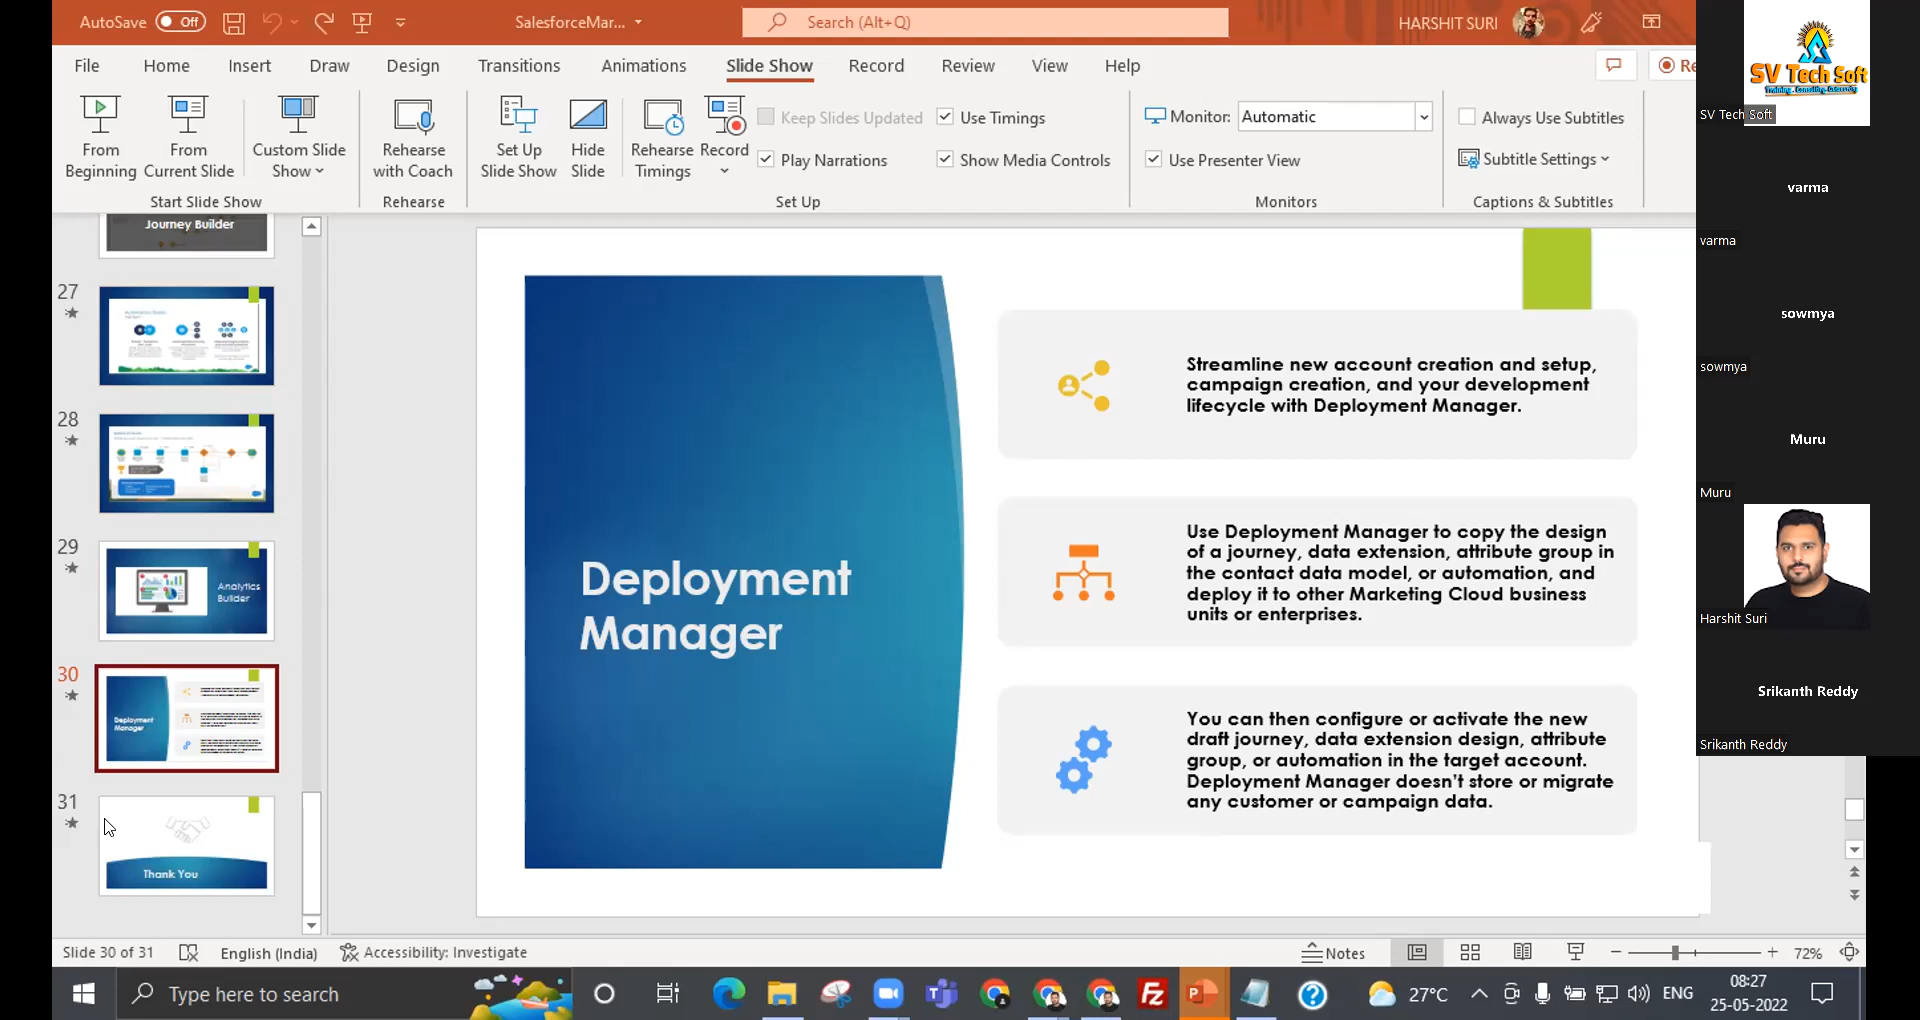 AutoSave Off SalesforceMar... Search (Alt+Q) HARSHIT SURI
File Home Insert Draw Design Transitions Animations Slide Show Record Review View Help Re
From Beginning
From Current Slide
Custom Slide Show
Start Slide Show
Rehearse with Coach
Rehearse
Set Up Slide Show
Hide Slide
Rehearse Timings
Record
Keep Slides Updated
Play Narrations
Use Timings
Show Media Controls
Set Up
Monitor: Automatic
Use Presenter View
Monitors
Always Use Subtitles
Subtitle Settings
Captions & Subtitles
Journey Builder
27
28
29
Analytics
Builder
30
Deployment
Manager
31
Thank You
Deployment
Manager
Streamline new account creation and setup,
campaign creation, and your development
lifecycle with Deployment Manager.
Use Deployment Manager to copy the design
of a journey, data extension, attribute group in
the contact data model, or automation, and
deploy it to other Marketing Cloud business
units or enterprises.
You can then configure or activate the new
draft journey, data extension design, attribute
group, or automation in the target account.
Deployment Manager doesn't store or migrate
any customer or campaign data.
SV Tech Soft
Training . Consulting . Outsourcing
SV Tech Soft
varma
varma
sowmya
sowmya
Muru
Muru
Harshit Suri
Srikanth Reddy
Srikanth Reddy
Slide 30 of 31 English (India) Accessibility: Investigate Notes 72%
Type here to search 27°C ENG 08:27
25-05-2022